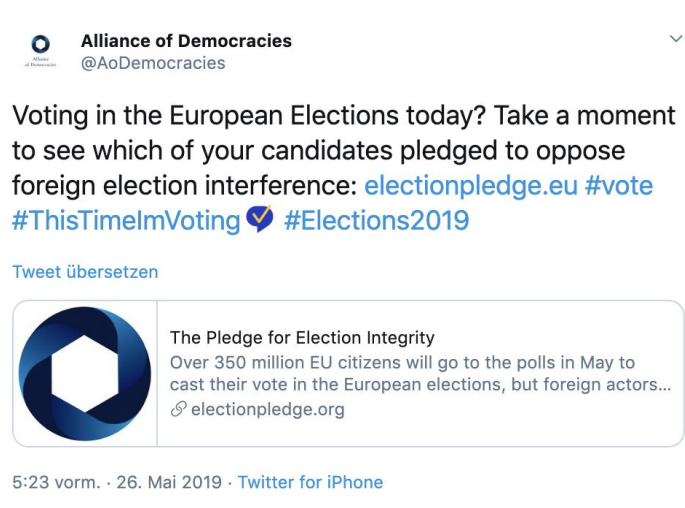 Alliance of Democracies
@AoDemocracies
Alliance
of Democracies
Voting in the European Elections today? Take a moment
to see which of your candidates pledged to oppose
foreign election interference: electionpledge.eu #vote
#ThisTimeImVoting #Elections2019
Tweet übersetzen
The Pledge for Election Integrity
Over 350 million EU citizens will go to the polls in May to
cast their vote in the European elections, but foreign actors...
electionpledge.org
5:23 vorm. · 26. Mai 2019 · Twitter for iPhone